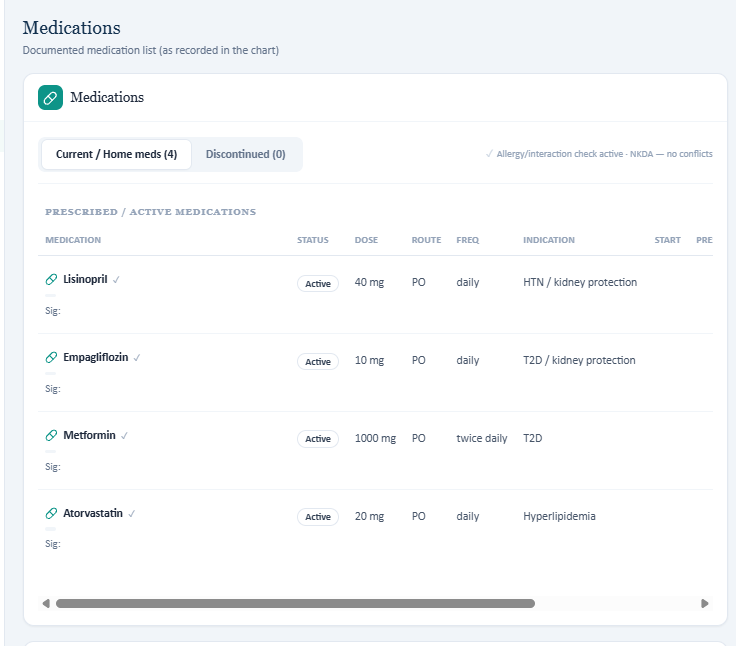 Medications
Documented medication list (as recorded in the chart)
Medications
Current / Home meds (4) Discontinued (0) ✓ Allergy/interaction check active - NKDA — no conflicts
PRESCRIBED / ACTIVE MEDICATIONS
MEDICATION STATUS DOSE ROUTE FREQ INDICATION START PRE
Lisinopril ✓ Active 40 mg PO daily HTN / kidney protection
Sig:
Empagliflozin ✓ Active 10 mg PO daily T2D / kidney protection
Sig:
Metformin ✓ Active 1000 mg PO twice daily T2D
Sig:
Atorvastatin ✓ Active 20 mg PO daily Hyperlipidemia
Sig: